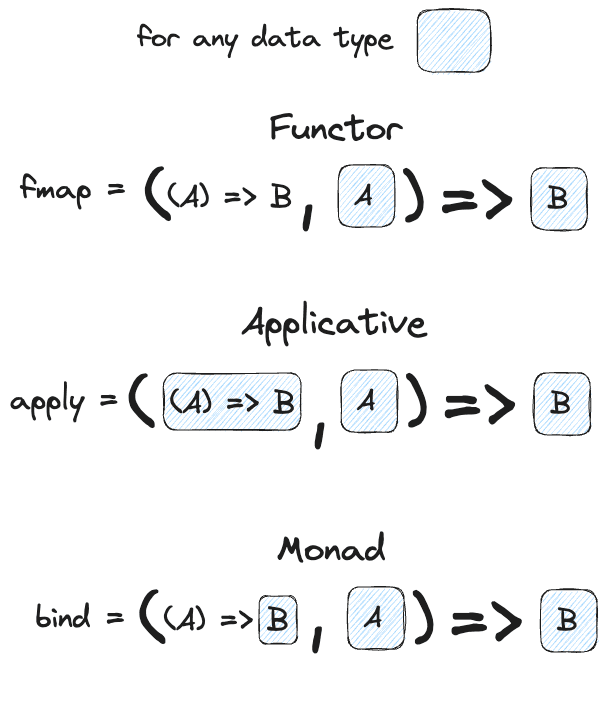 for any data type
Functor
fmap = ((A) => B, A) => B
Applicative
apply = ((A) => B, A) => B
Monad
bind = ((A) => B, A) => B